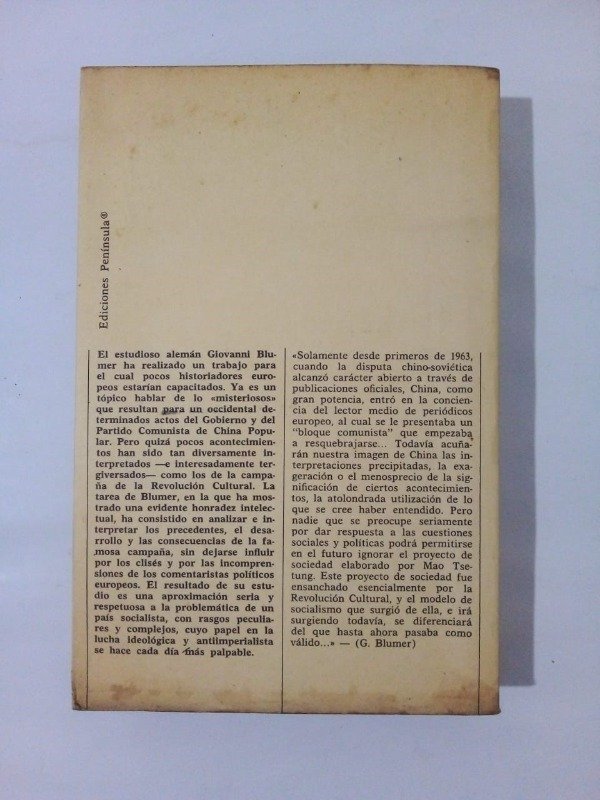 Ediciones Península®
El estudioso alemán Giovanni Blu-
mer ha realizado un trabajo para
el cual pocos historiadores euro-
peos estarían capacitados. Ya es un
tópico hablar de lo «misteriosos»
que resultan para un occidental de-
terminados actos del Gobierno y del
Partido Comunista de China Popu-
lar. Pero quizá pocos acontecimien-
tos han sido tan diversamente in-
terpretados —e interesadamente ter-
giversados— como los de la campa-
ña de la Revolución Cultural. La
tarea de Blumer, en la que ha mos-
trado una evidente honradez intelec-
tual, ha consistido en analizar e in-
terpretar los precedentes, el desa-
rrollo y las consecuencias de la fa-
mosa campaña, sin dejarse influir
por los clisés y por las incompren-
siones de los comentaristas políticos
europeos. El resultado de su estu-
dio es una aproximación seria y
respetuosa a la problemática de un
país socialista, con rasgos peculia-
res y complejos, cuyo papel en la
lucha ideológica y antiimperialista
se hace cada día más palpable.
«Solamente desde primeros de 1963,
cuando la disputa chino-soviética
alcanzó carácter abierto a través de
publicaciones oficiales, China, como
gran potencia, entró en la concien-
cia del lector medio de periódicos
europeo, al cual se le presentaba un
"bloque comunista" que empezaba
a resquebrajarse... Todavía acuña-
rán nuestra imagen de China las in-
terpretaciones precipitadas, la exa-
geración o el menosprecio de la sig-
nificación de ciertos acontecimien-
tos, la atolondrada utilización de lo
que se cree haber entendido. Pero
nadie que se preocupe seriamente
por dar respuesta a las cuestiones
sociales y políticas podrá permitirse
en el futuro ignorar el proyecto de
sociedad elaborado por Mao Tse-
tung. Este proyecto de sociedad fue
ensanchado esencialmente por la
Revolución Cultural, y el modelo de
socialismo que surgió de ella, e irá
surgiendo todavía, se diferenciará
del que hasta ahora pasaba como
válido...» — (G. Blumer)